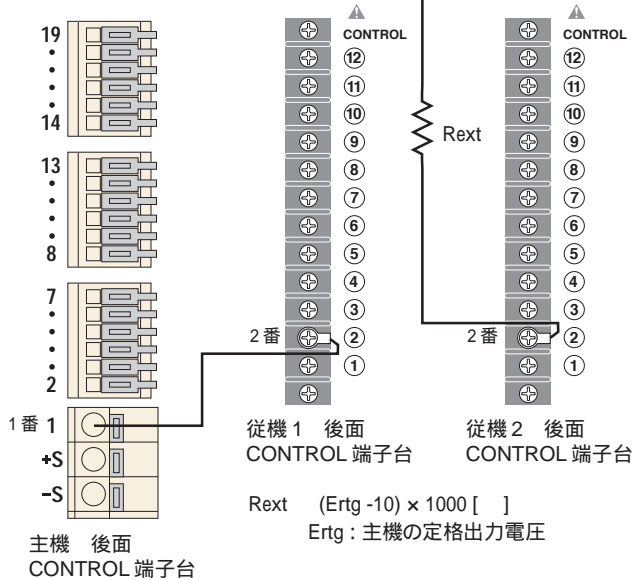 19
14
13
8
7
2
1番 1
+S
-S
主機 後面
CONTROL 端子台
CONTROL
12
11
10
9
8
7
6
5
4
3
2番 2
1
従機1 後面
CONTROL 端子台
Rext
CONTROL
12
11
10
9
8
7
6
5
4
3
2番 2
1
従機2 後面
CONTROL 端子台
Rext (Ertg -10) × 1000 [ ]
Ertg : 主機の定格出力電圧